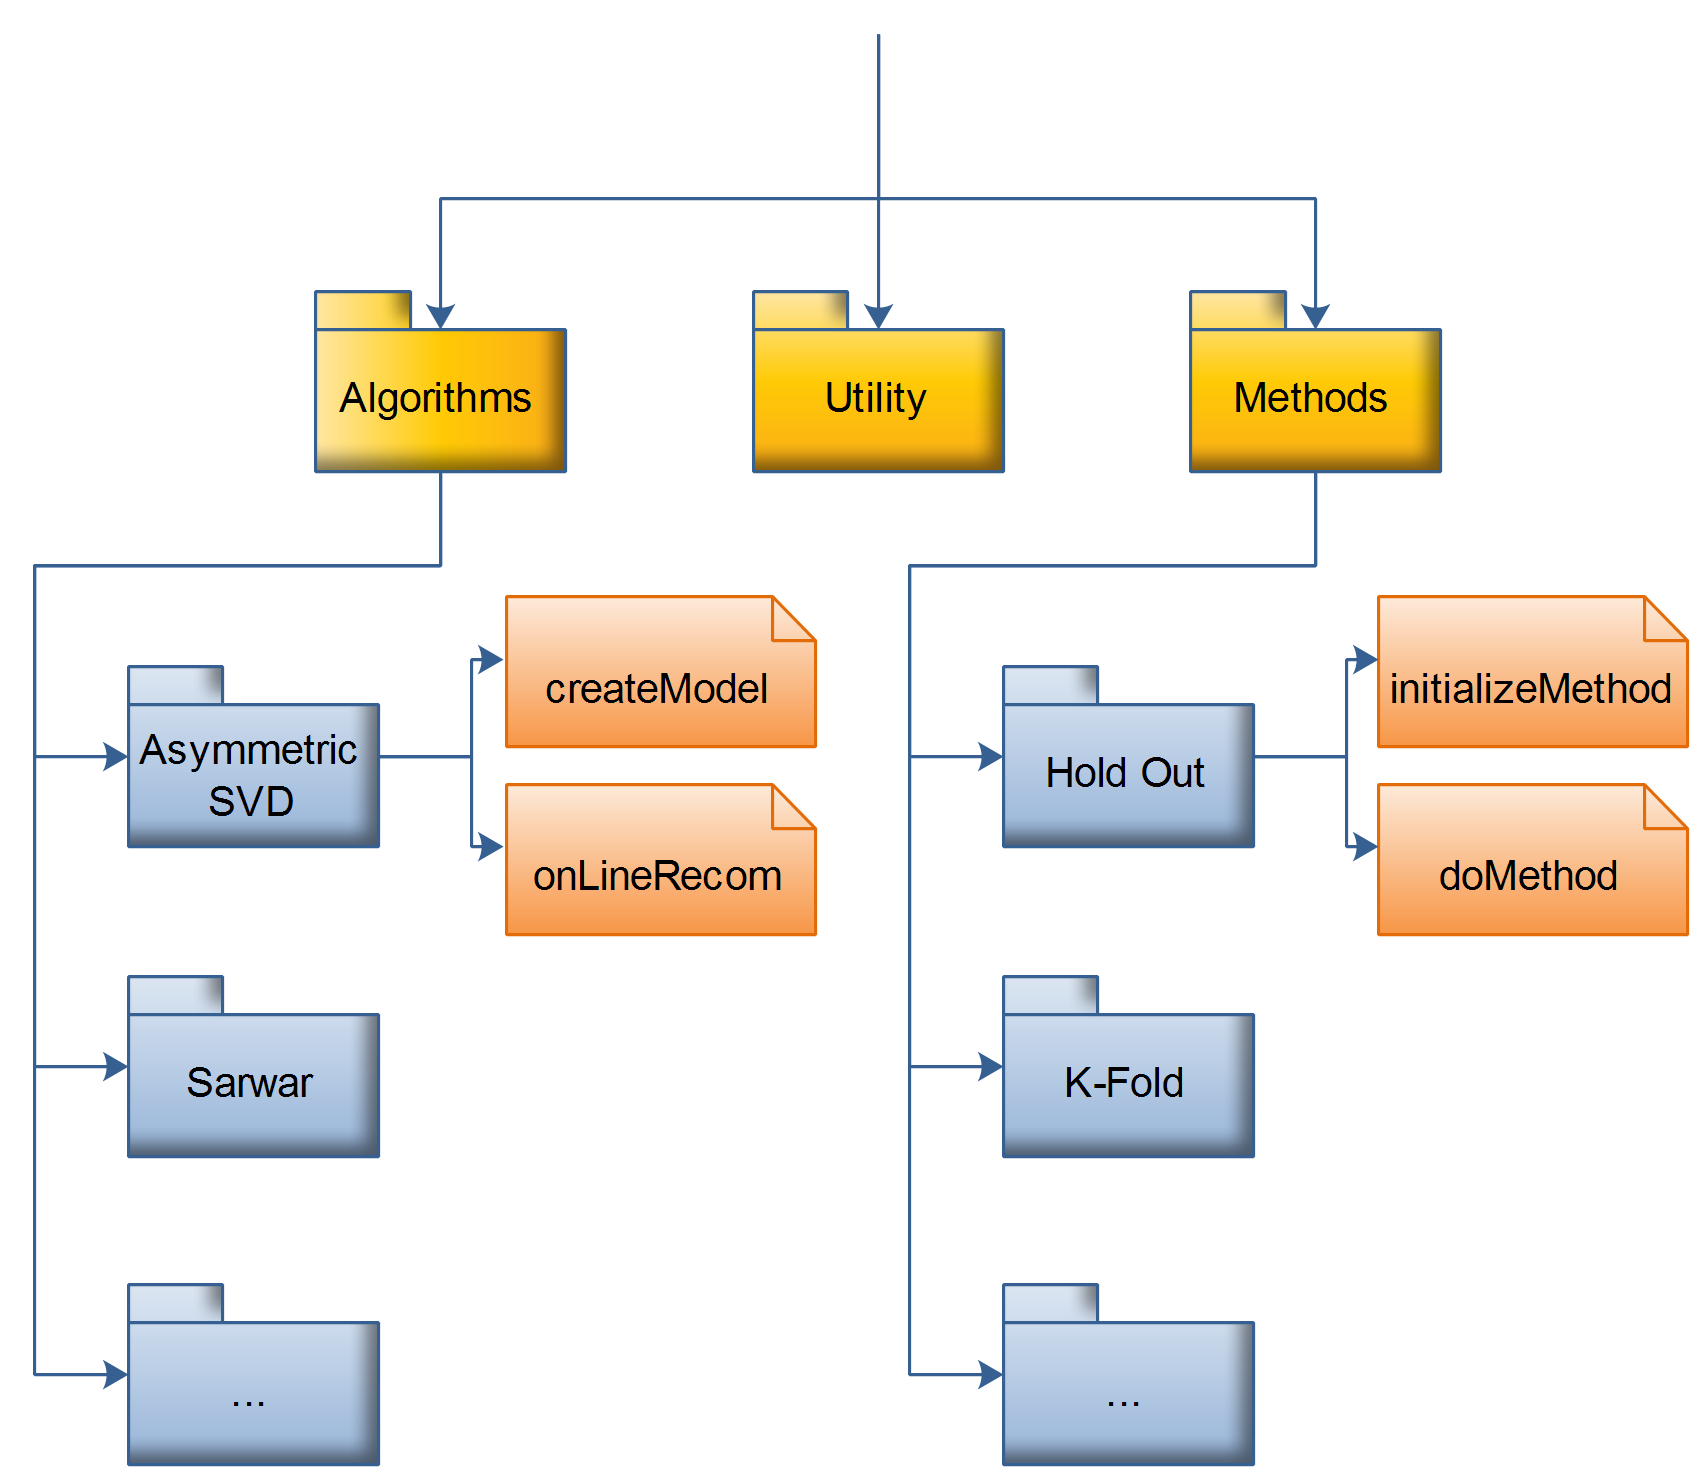 Algorithms
Utility
Methods
createModel
initializeMethod
Asymmetric
SVD
Hold Out
onLineRecom
doMethod
Sarwar
K-Fold
...
...